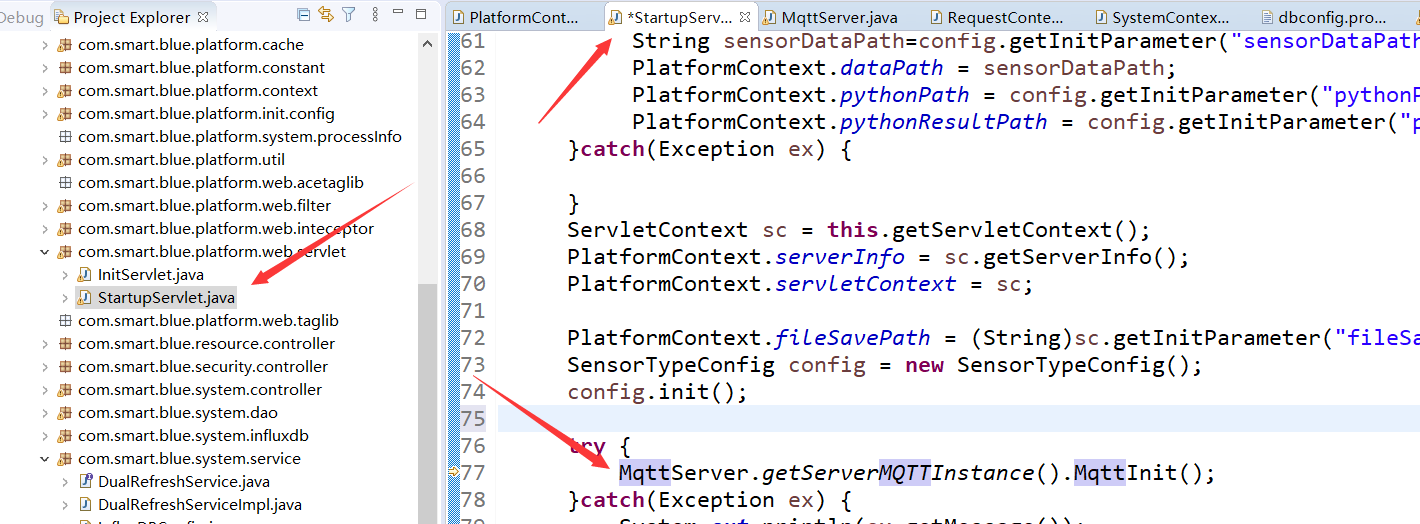 Debug
Project Explorer
com.smart.blue.platform.cache
com.smart.blue.platform.constant
com.smart.blue.platform.context
com.smart.blue.platform.init.config
com.smart.blue.platform.system.processInfo
com.smart.blue.platform.util
com.smart.blue.platform.web.acetaglib
com.smart.blue.platform.web.filter
com.smart.blue.platform.web.inteceptor
com.smart.blue.platform.web.servlet
InitServlet.java
StartupServlet.java
com.smart.blue.platform.web.taglib
com.smart.blue.resource.controller
com.smart.blue.security.controller
com.smart.blue.system.controller
com.smart.blue.system.dao
com.smart.blue.system.influxdb
com.smart.blue.system.service
DualRefreshService.java
DualRefreshServiceImpl.java
PlatformCont...
*StartupServ...
MqttServer.java
RequestConte...
SystemContex...
dbconfig.pro...
61 String sensorDataPath=config.getInitParameter("sensorDataPath
62 PlatformContext.dataPath = sensorDataPath;
63 PlatformContext.pythonPath = config.getInitParameter("pythonP
64 PlatformContext.pythonResultPath = config.getInitParameter("p
65 }catch(Exception ex) {
66
67 }
68 ServletContext sc = this.getServletContext();
69 PlatformContext.serverInfo = sc.getServerInfo();
70 PlatformContext.servletContext = sc;
71
72 PlatformContext.fileSavePath = (String)sc.getInitParameter("fileSa
73 SensorTypeConfig config = new SensorTypeConfig();
74 config.init();
75
76 try {
77 MqttServer.getServerMQTTInstance().MqttInit();
78 }catch(Exception ex) {
79 System.out.println(ex.getMessage());